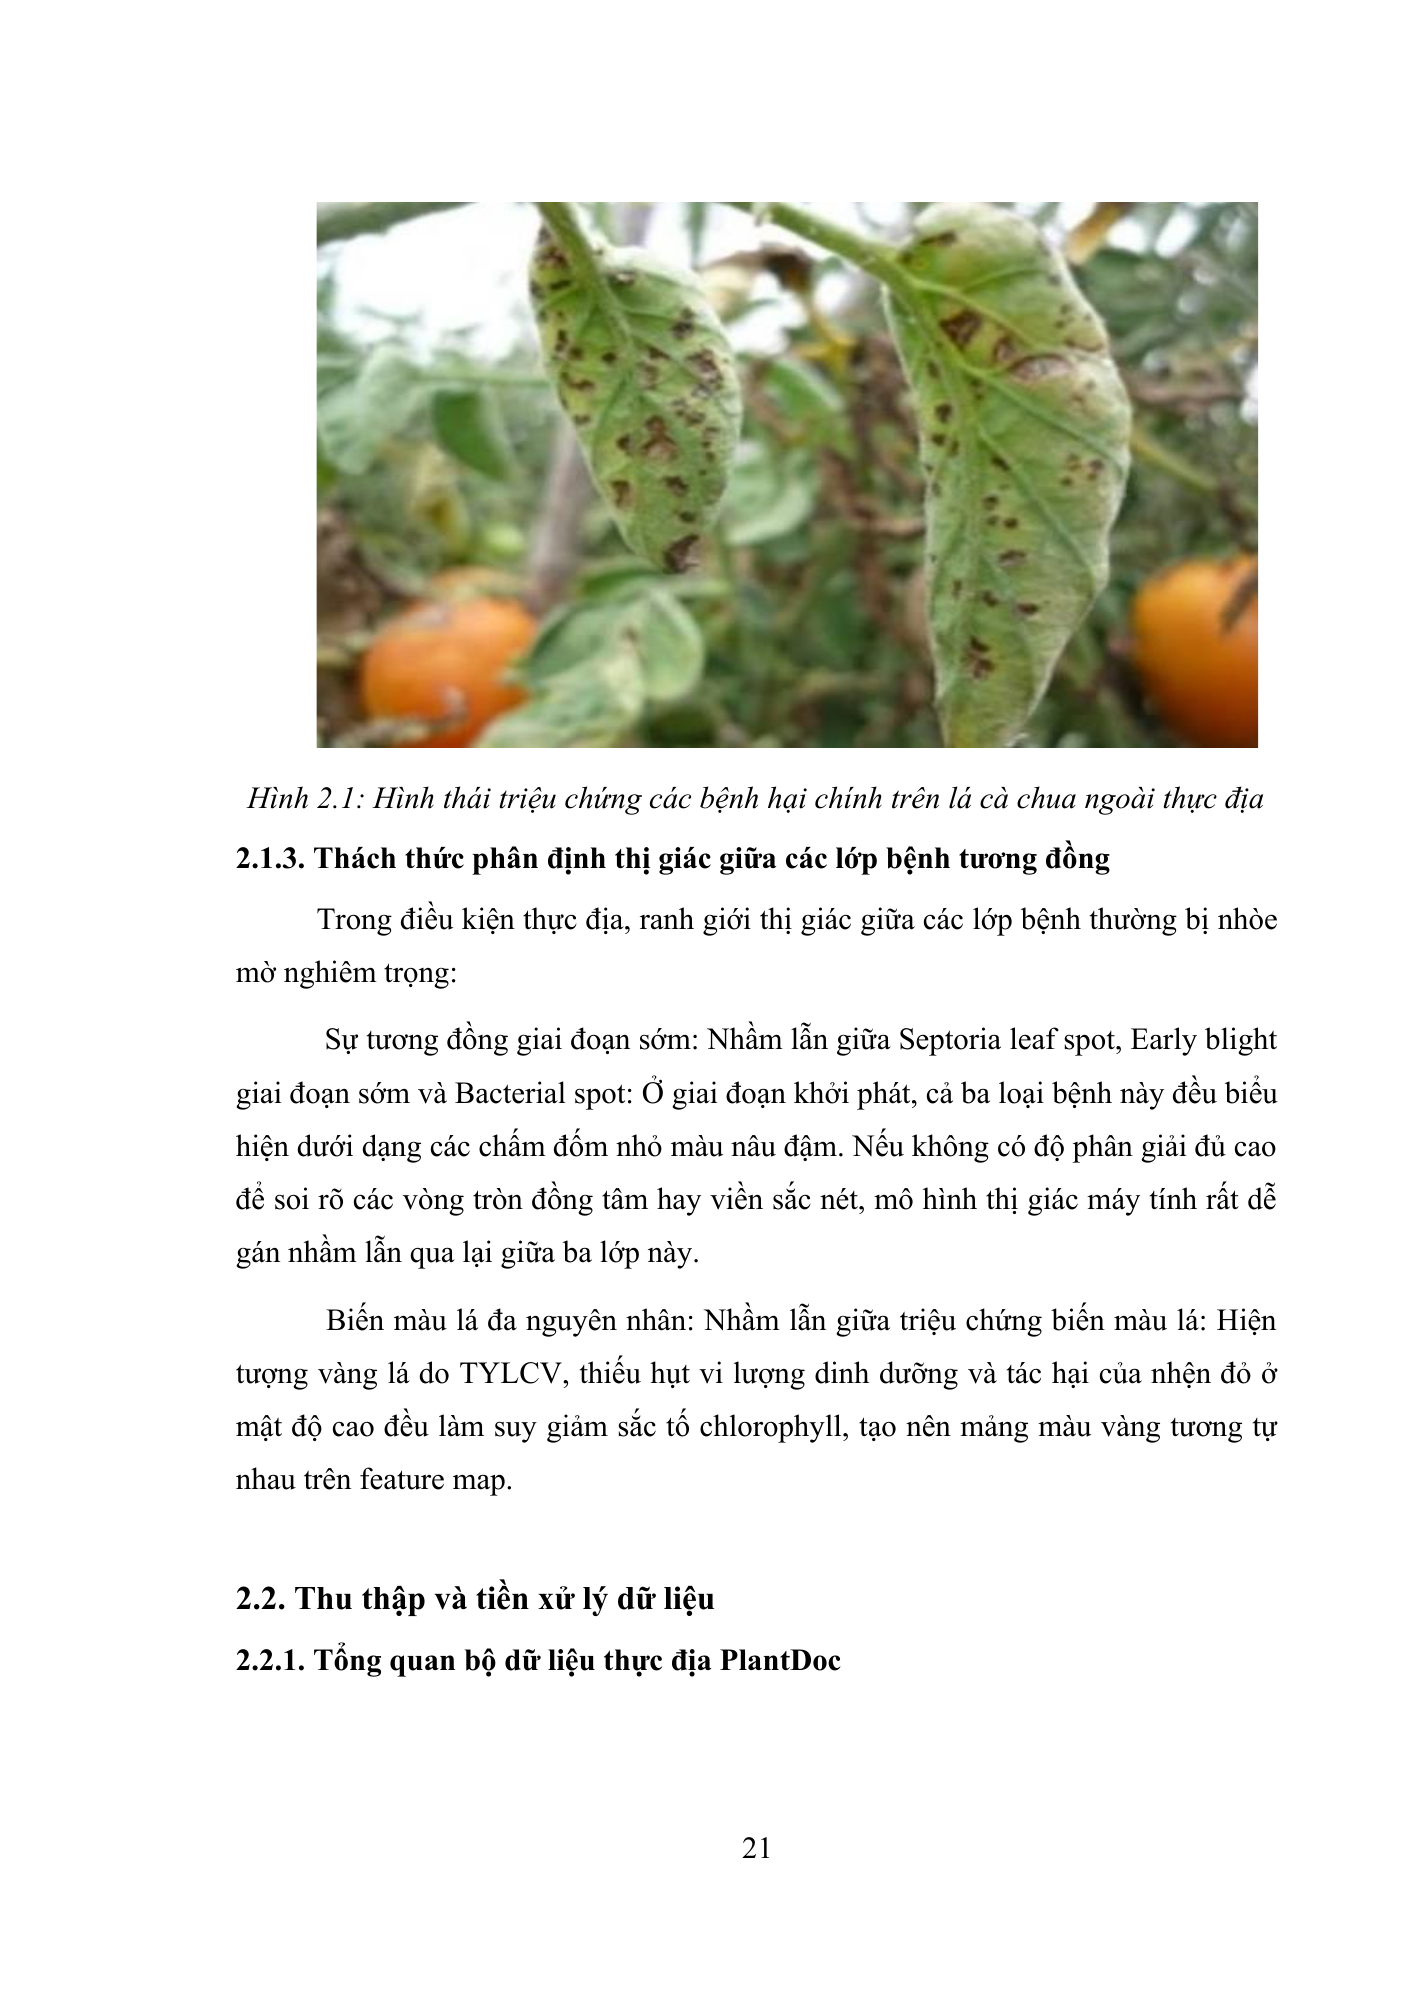 Hình 2.1: Hình thái triệu chứng các bệnh hại chính trên lá cà chua ngoài thực địa
2.1.3. Thách thức phân định thị giác giữa các lớp bệnh tương đồng
Trong điều kiện thực địa, ranh giới thị giác giữa các lớp bệnh thường bị nhòe
mờ nghiêm trọng:
Sự tương đồng giai đoạn sớm: Nhầm lẫn giữa Septoria leaf spot, Early blight
giai đoạn sớm và Bacterial spot: Ở giai đoạn khởi phát, cả ba loại bệnh này đều biểu
hiện dưới dạng các chấm đốm nhỏ màu nâu đậm. Nếu không có độ phân giải đủ cao
để soi rõ các vòng tròn đồng tâm hay viền sắc nét, mô hình thị giác máy tính rất dễ
gán nhầm lẫn qua lại giữa ba lớp này.
Biến màu lá đa nguyên nhân: Nhầm lẫn giữa triệu chứng biến màu lá: Hiện
tượng vàng lá do TYLCV, thiếu hụt vi lượng dinh dưỡng và tác hại của nhện đỏ ở
mật độ cao đều làm suy giảm sắc tố chlorophyll, tạo nên mảng màu vàng tương tự
nhau trên feature map.
2.2. Thu thập và tiền xử lý dữ liệu
2.2.1. Tổng quan bộ dữ liệu thực địa PlantDoc
21